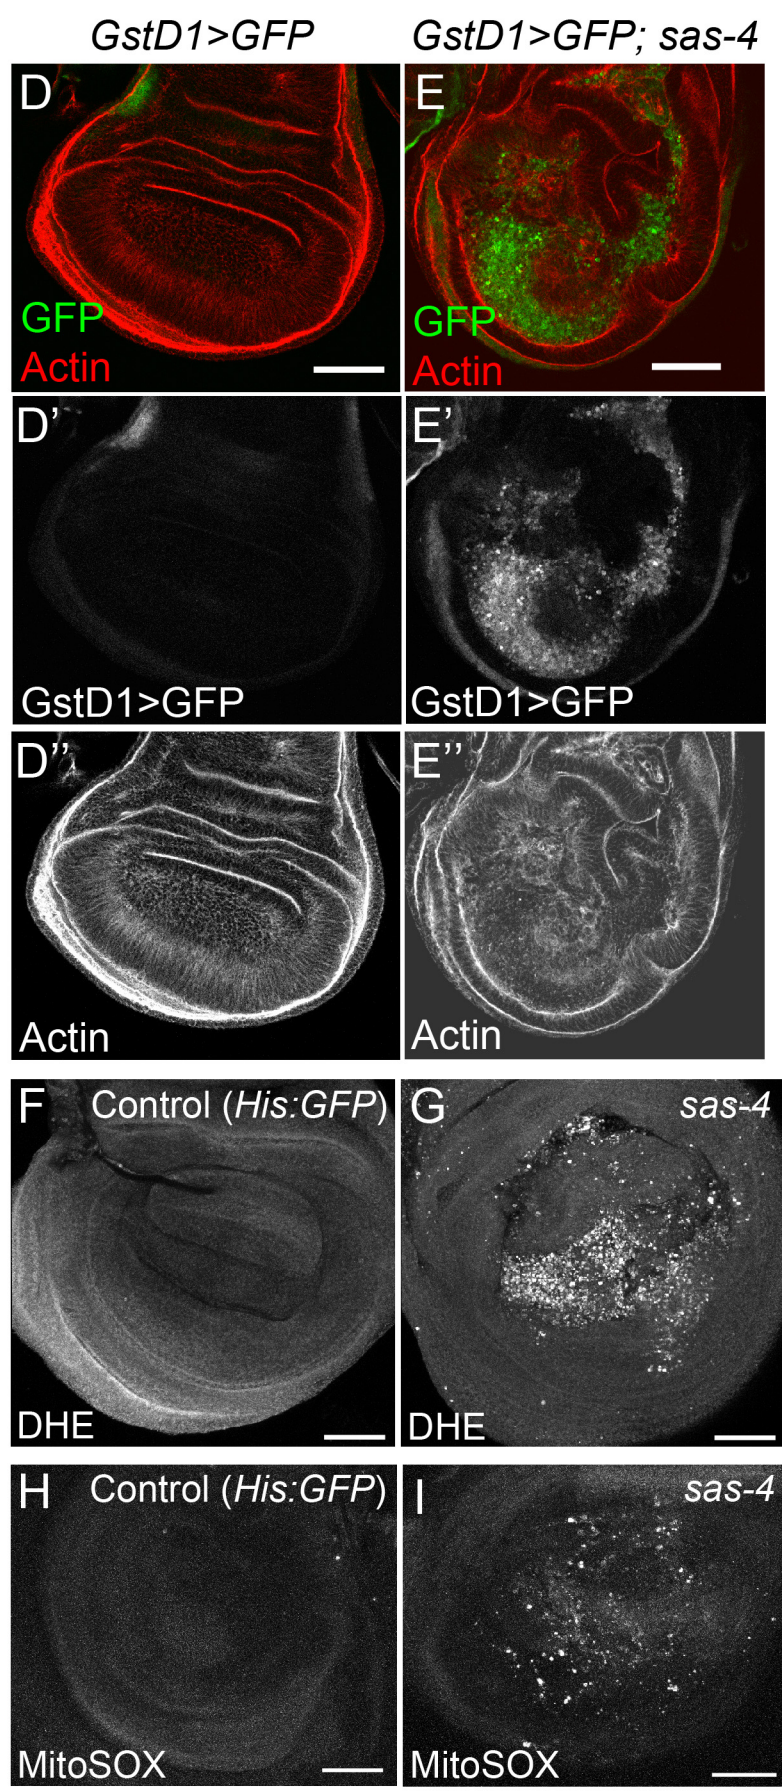 GstD1>GFP GstD1>GFP; sas-4
D E
GFP GFP
Actin Actin
D’ E’
GstD1>GFP GstD1>GFP
D’’ E’’
Actin Actin
F Control (His:GFP) G sas-4
DHE DHE
H Control (His:GFP) I sas-4
MitoSOX MitoSOX